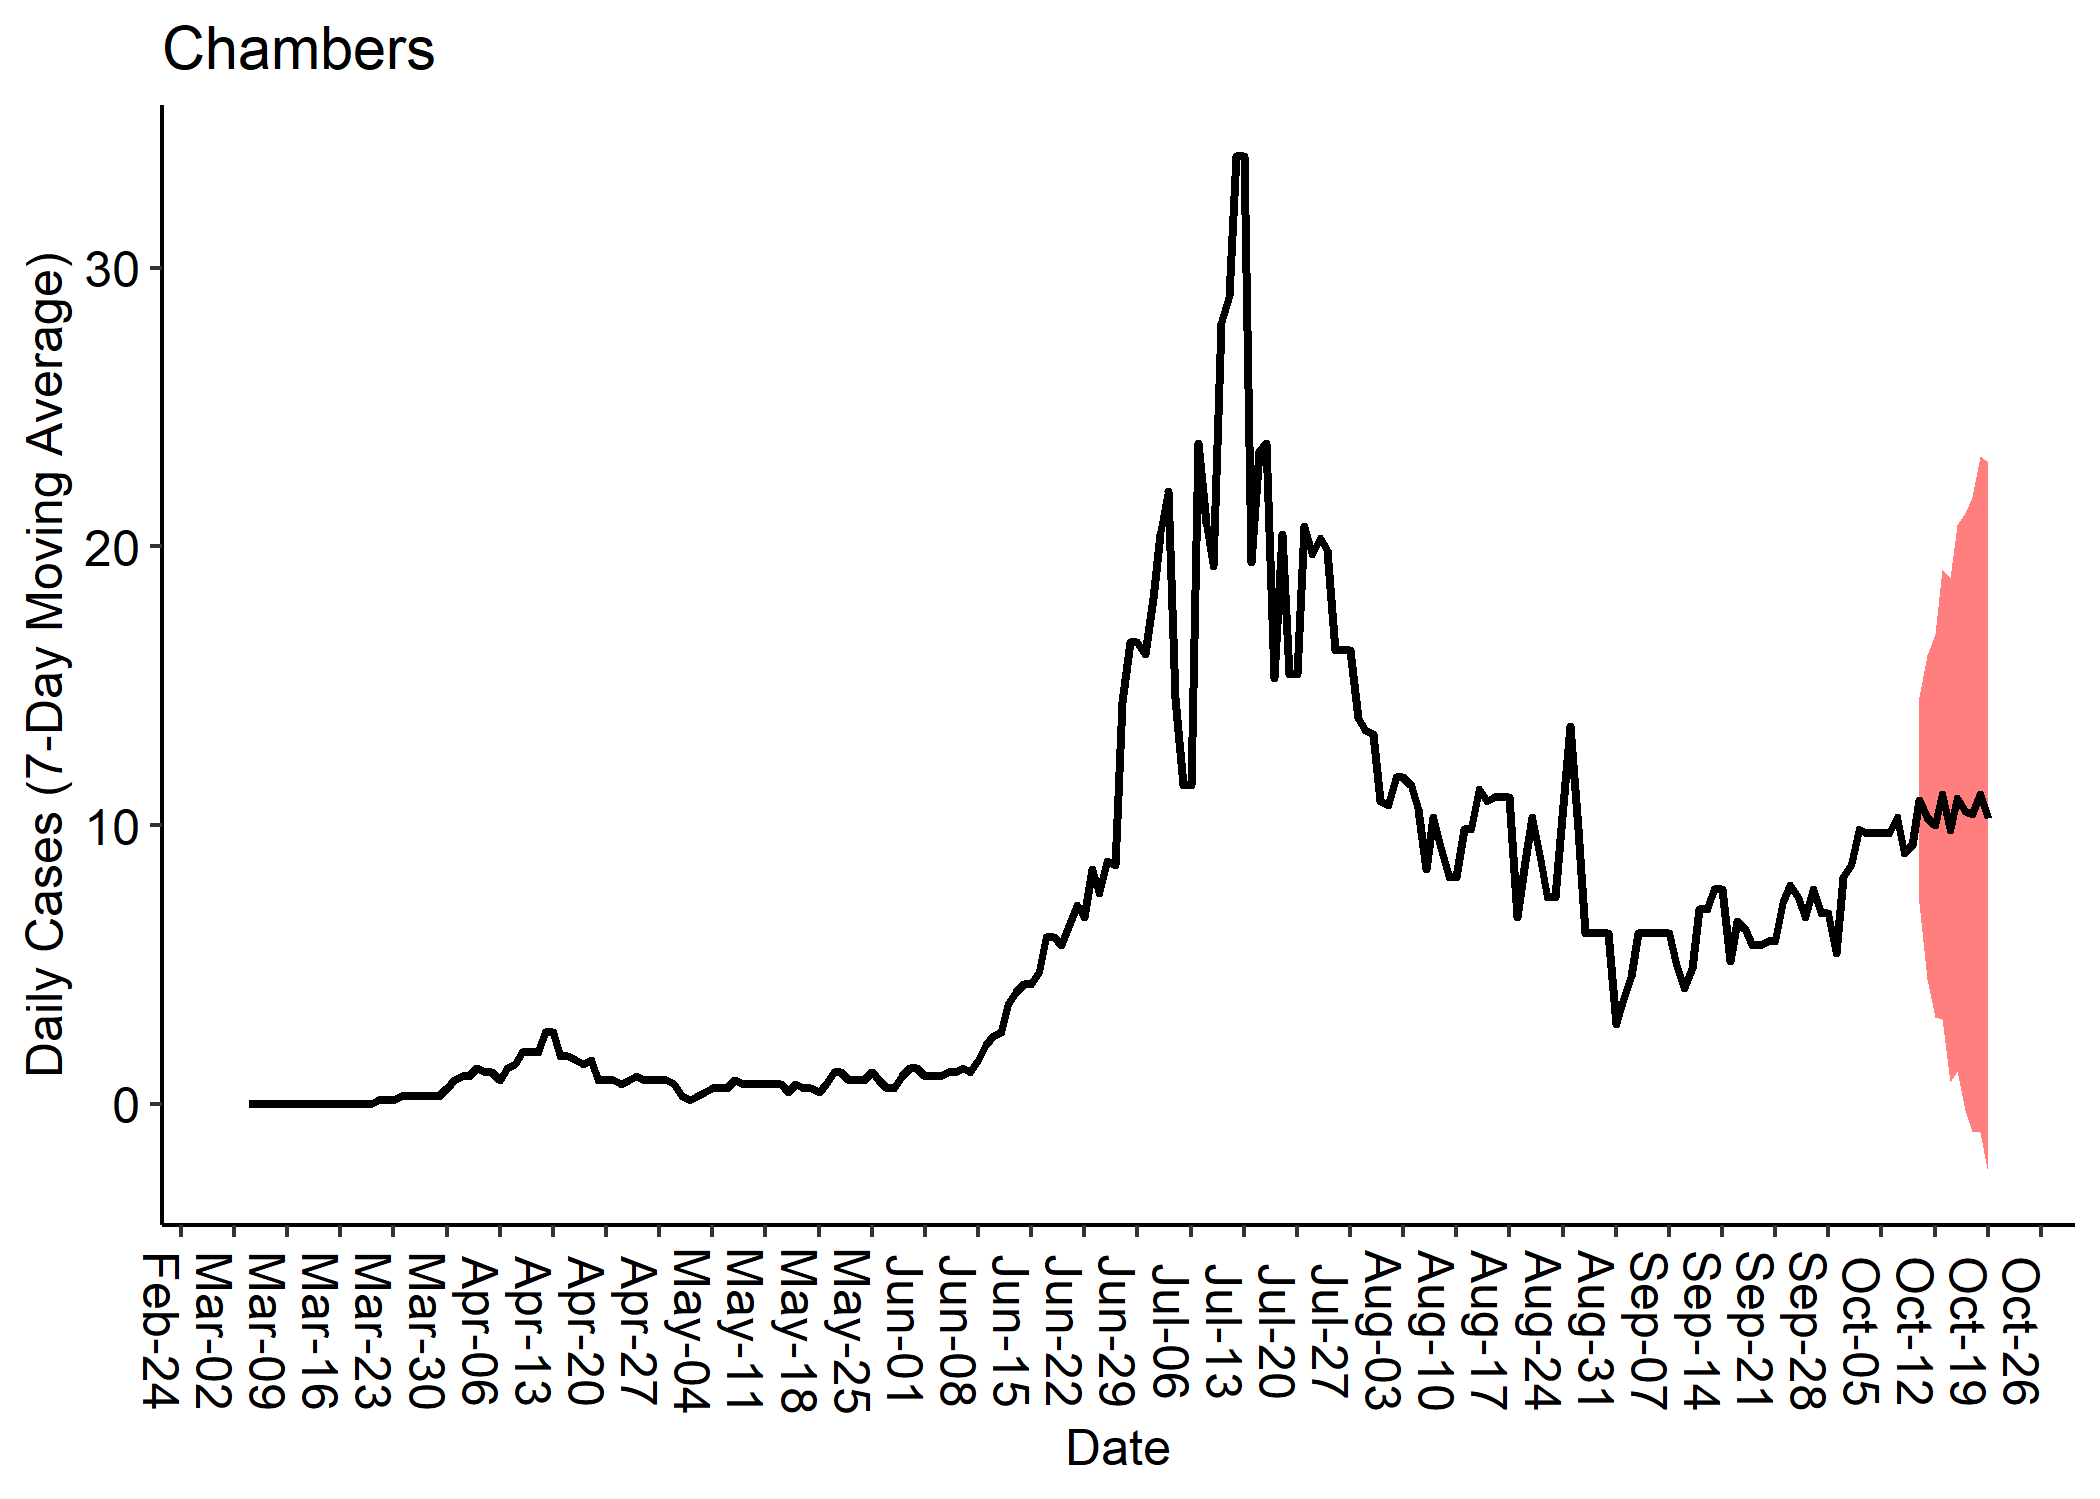 Chambers
Daily Cases (7-Day Moving Average)
30
20
10
0
Feb-24
Mar-02
Mar-09
Mar-16
Mar-23
Mar-30
Apr-06
Apr-13
Apr-20
Apr-27
May-04
May-11
May-18
May-25
Jun-01
Jun-08
Jun-15
Jun-22
Jun-29
Jul-06
Jul-13
Jul-20
Jul-27
Aug-03
Aug-10
Aug-17
Aug-24
Aug-31
Sep-07
Sep-14
Sep-21
Sep-28
Oct-05
Oct-12
Oct-19
Oct-26
Date